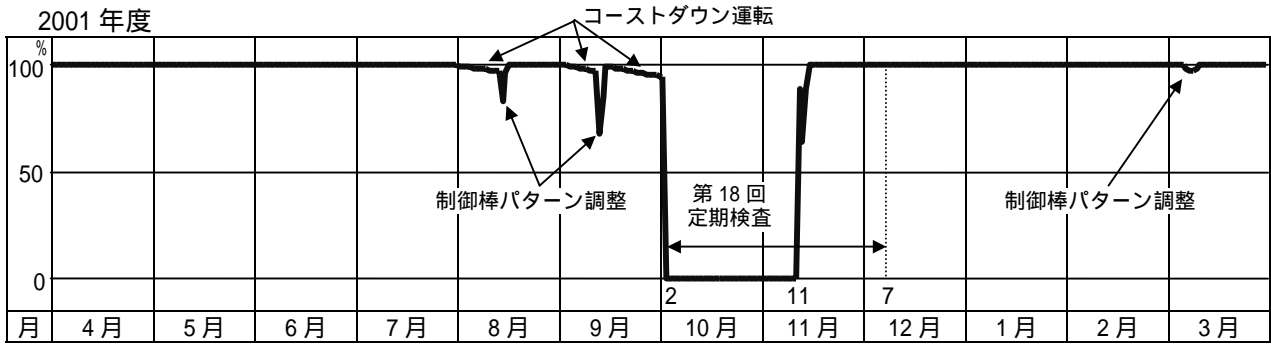 2001 年度
コーストダウン運転
%
100
50
制御棒パターン調整
第 18 回
定期検査
制御棒パターン調整
0
2
11
7
月 4 月 5 月 6 月 7 月 8 月 9 月 10 月 11 月 12 月 1 月 2 月 3 月